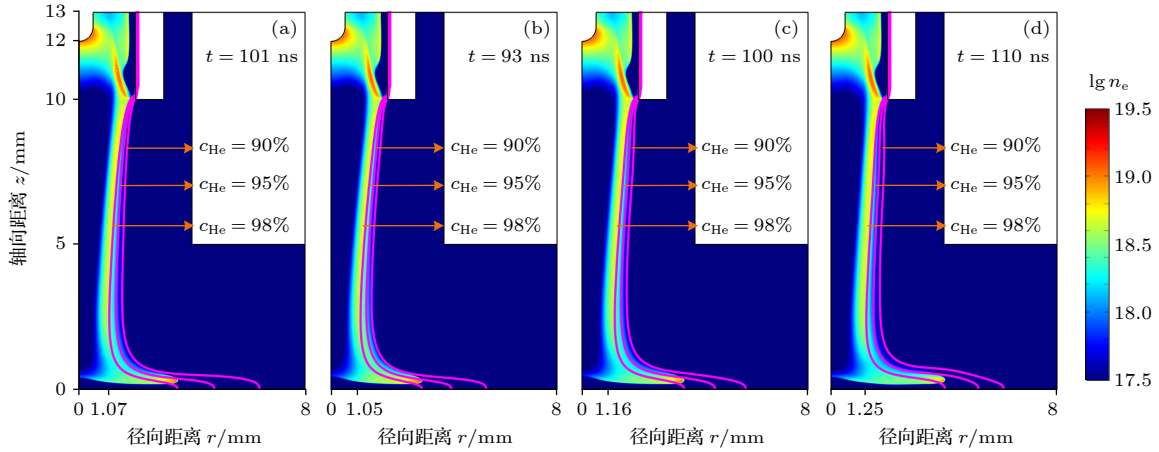 (a)
t = 101 ns
c_He = 90%
c_He = 95%
c_He = 98%
13
12
10
5
0
轴向距离 z/mm
0 1.07 8
径向距离 r/mm
(b)
t = 93 ns
c_He = 90%
c_He = 95%
c_He = 98%
0 1.05 8
径向距离 r/mm
(c)
t = 100 ns
c_He = 90%
c_He = 95%
c_He = 98%
0 1.16 8
径向距离 r/mm
(d)
t = 110 ns
c_He = 90%
c_He = 95%
c_He = 98%
0 1.25 8
径向距离 r/mm
lg n_e
19.5
19.0
18.5
18.0
17.5